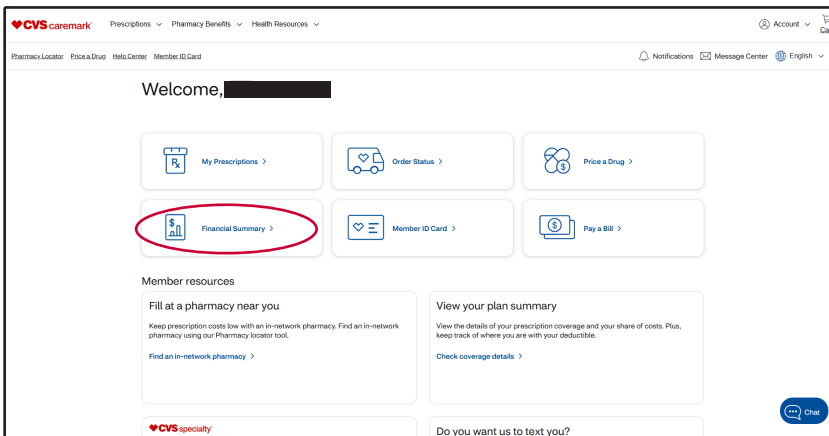 CVS caremark Prescriptions Pharmacy Benefits Health Resources Account
Pharmacy Locator Price a Drug Help Center Member ID Card Notifications Message Center English
Welcome,
My Prescriptions
Order Status
Price a Drug
Financial Summary
Member ID Card
Pay a Bill
Member resources
Fill at a pharmacy near you
Keep prescription costs low with an in-network pharmacy. Find an in-network
pharmacy using our Pharmacy locator tool.
Find an in-network pharmacy
View your plan summary
View the details of your prescription coverage and your share of costs. Plus,
keep track of where you are with your deductible.
Check coverage details
CVS specialty
Do you want us to text you?
Chat